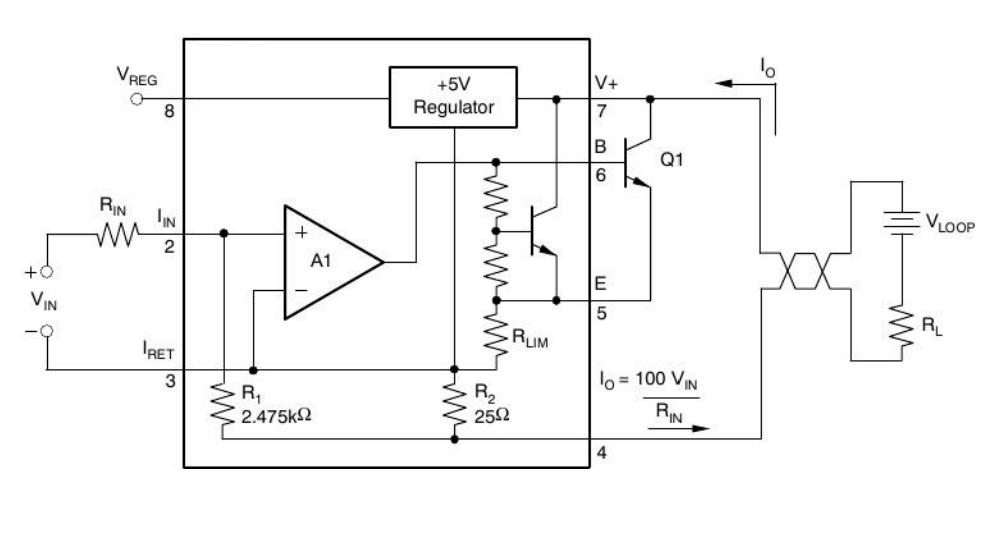 V_REG
8
+5V
Regulator
V+
7
I_O
B
6
Q1
R_IN
I_IN
2
+
A1
−
+
V_IN
−
V_LOOP
E
5
R_LIM
R_L
I_RET
3
R_1
2.475kΩ
R_2
25Ω
I_O = 100 V_IN
R_IN
4